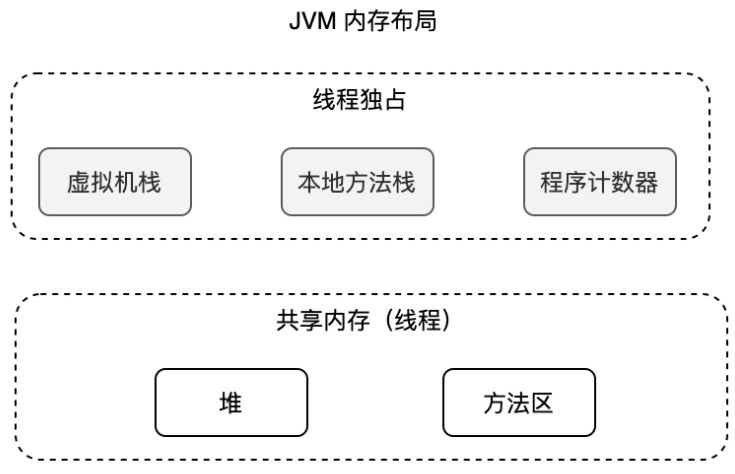 JVM 内存布局
线程独占
虚拟机栈
本地方法栈
程序计数器
共享内存（线程）
堆
方法区